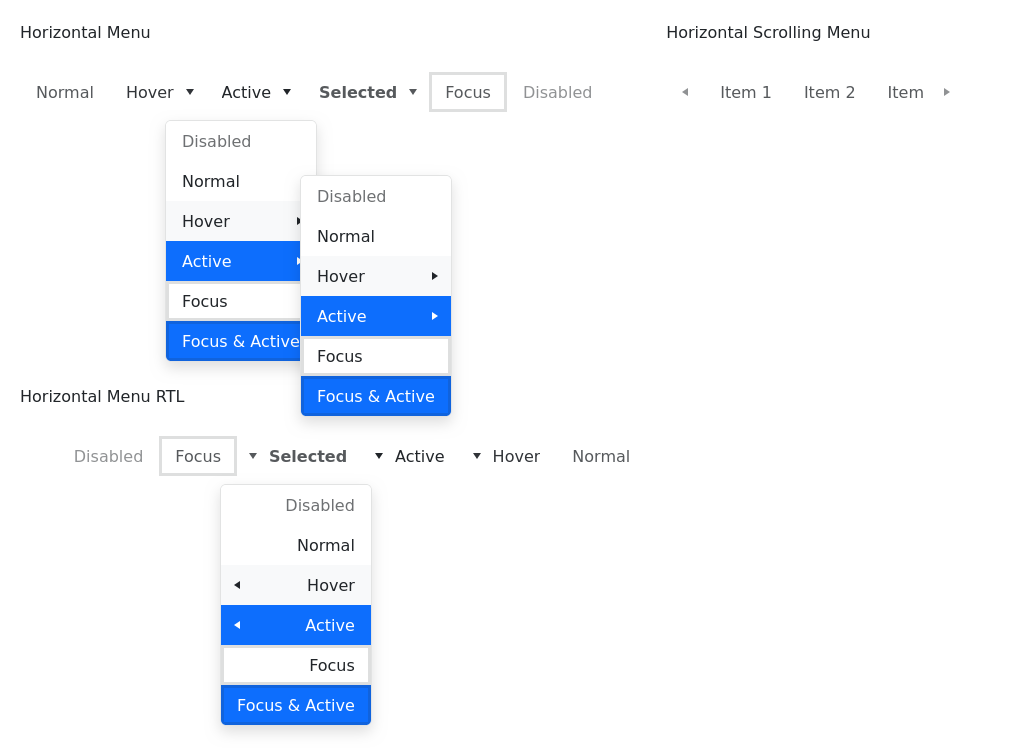 Horizontal Menu
Normal Hover Active Selected Focus Disabled
Disabled
Normal
Hover
Active
Focus
Focus & Active
Disabled
Normal
Hover
Active
Focus
Focus & Active
Horizontal Scrolling Menu
Item 1 Item 2 Item
Horizontal Menu RTL
Disabled Focus Selected Active Hover Normal
Disabled
Normal
Hover
Active
Focus
Focus & Active